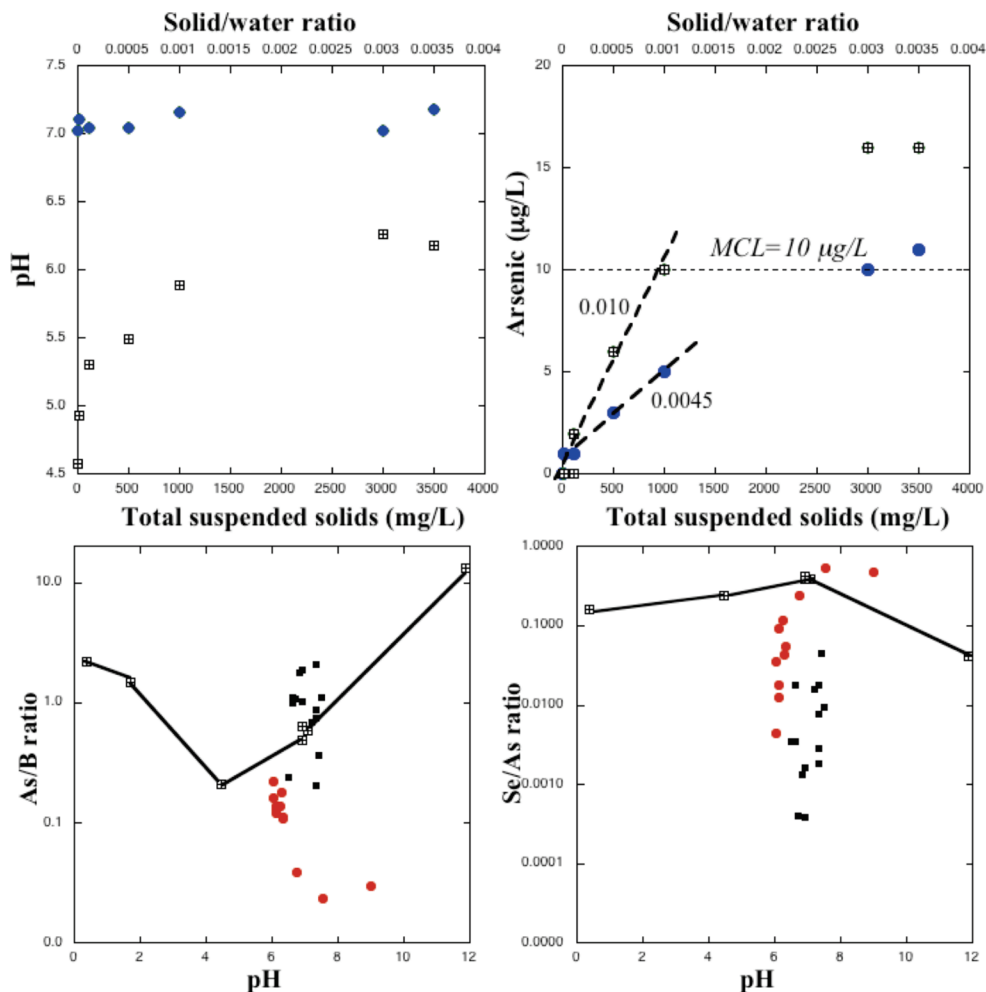 Solid/water ratio
0 0.0005 0.001 0.0015 0.002 0.0025 0.003 0.0035 0.004
7.5
7.0
6.5
6.0
5.5
5.0
4.5
pH
0 500 1000 1500 2000 2500 3000 3500 4000
Total suspended solids (mg/L)
Solid/water ratio
0 0.0005 0.001 0.0015 0.002 0.0025 0.003 0.0035 0.004
20
15
10
5
0
Arsenic (µg/L)
MCL=10 µg/L
0.010
0.0045
0 500 1000 1500 2000 2500 3000 3500 4000
Total suspended solids (mg/L)
10.0
1.0
0.1
0.0
As/B ratio
0 2 4 6 8 10 12
pH
1.0000
0.1000
0.0100
0.0010
0.0001
0.0000
Se/As ratio
0 2 4 6 8 10 12
pH